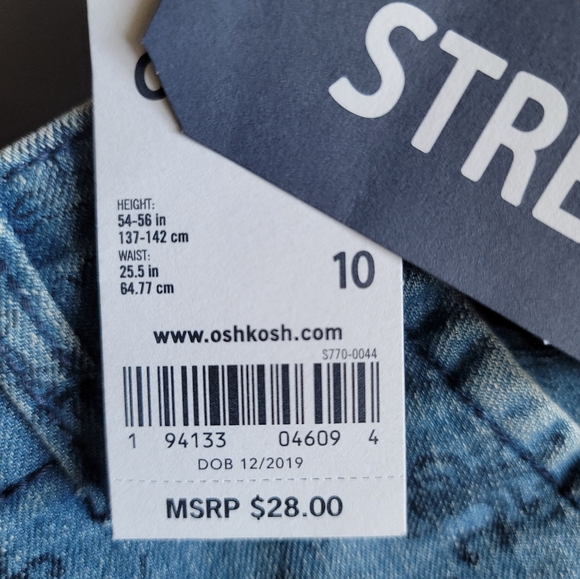 HEIGHT:
54-56 in
137-142 cm
WAIST:
25.5 in
64.77 cm
10
www.oshkosh.com
S770-0044
1 94133 04609 4
DOB 12/2019
MSRP $28.00